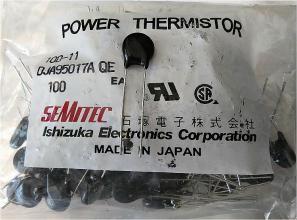 POWER THERMISTOR
100-11
DJA95017A QE
100 EA
SEMITEC 石塚電子株式会社
Ishizuka Electronics Corporation
MADE IN JAPAN